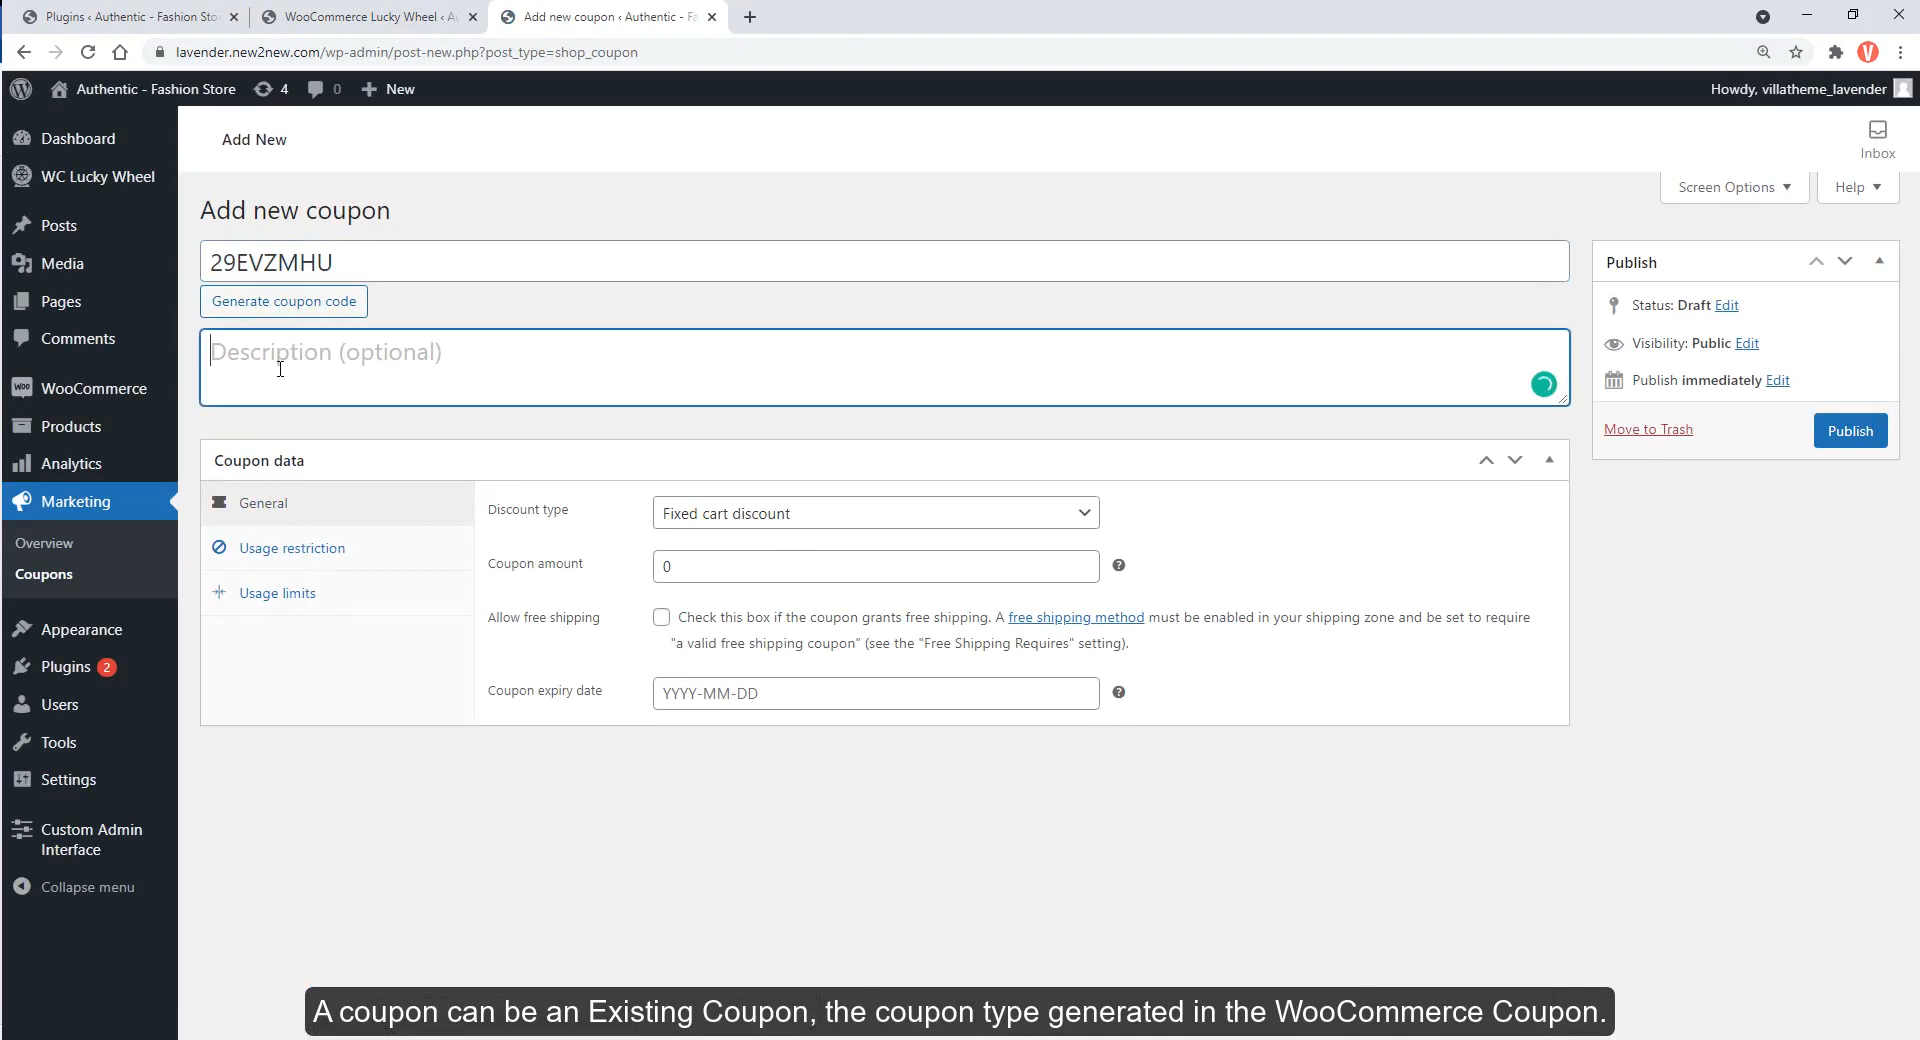 Plugins ‹ Authentic - Fashion Sto
WooCommerce Lucky Wheel ‹ Au
Add new coupon ‹ Authentic - Fa
lavender.new2new.com/wp-admin/post-new.php?post_type=shop_coupon
V
Authentic - Fashion Store
4
0
New
Howdy, villatheme_lavender
Dashboard
WC Lucky Wheel
Posts
Media
Pages
Comments
Woo
WooCommerce
Products
Analytics
Marketing
Overview
Coupons
Appearance
Plugins 2
Users
Tools
Settings
Custom Admin
Interface
Collapse menu
Add New
Inbox
Screen Options
Help
Add new coupon
29EVZMHU
Generate coupon code
Description (optional)
Publish
Status: Draft Edit
Visibility: Public Edit
Publish immediately Edit
Move to Trash
Publish
Coupon data
General
Usage restriction
Usage limits
Discount type
Fixed cart discount
Coupon amount
0
?
Allow free shipping
Check this box if the coupon grants free shipping. A free shipping method must be enabled in your shipping zone and be set to require
"a valid free shipping coupon" (see the "Free Shipping Requires" setting).
Coupon expiry date
YYYY-MM-DD
?
A coupon can be an Existing Coupon, the coupon type generated in the WooCommerce Coupon.